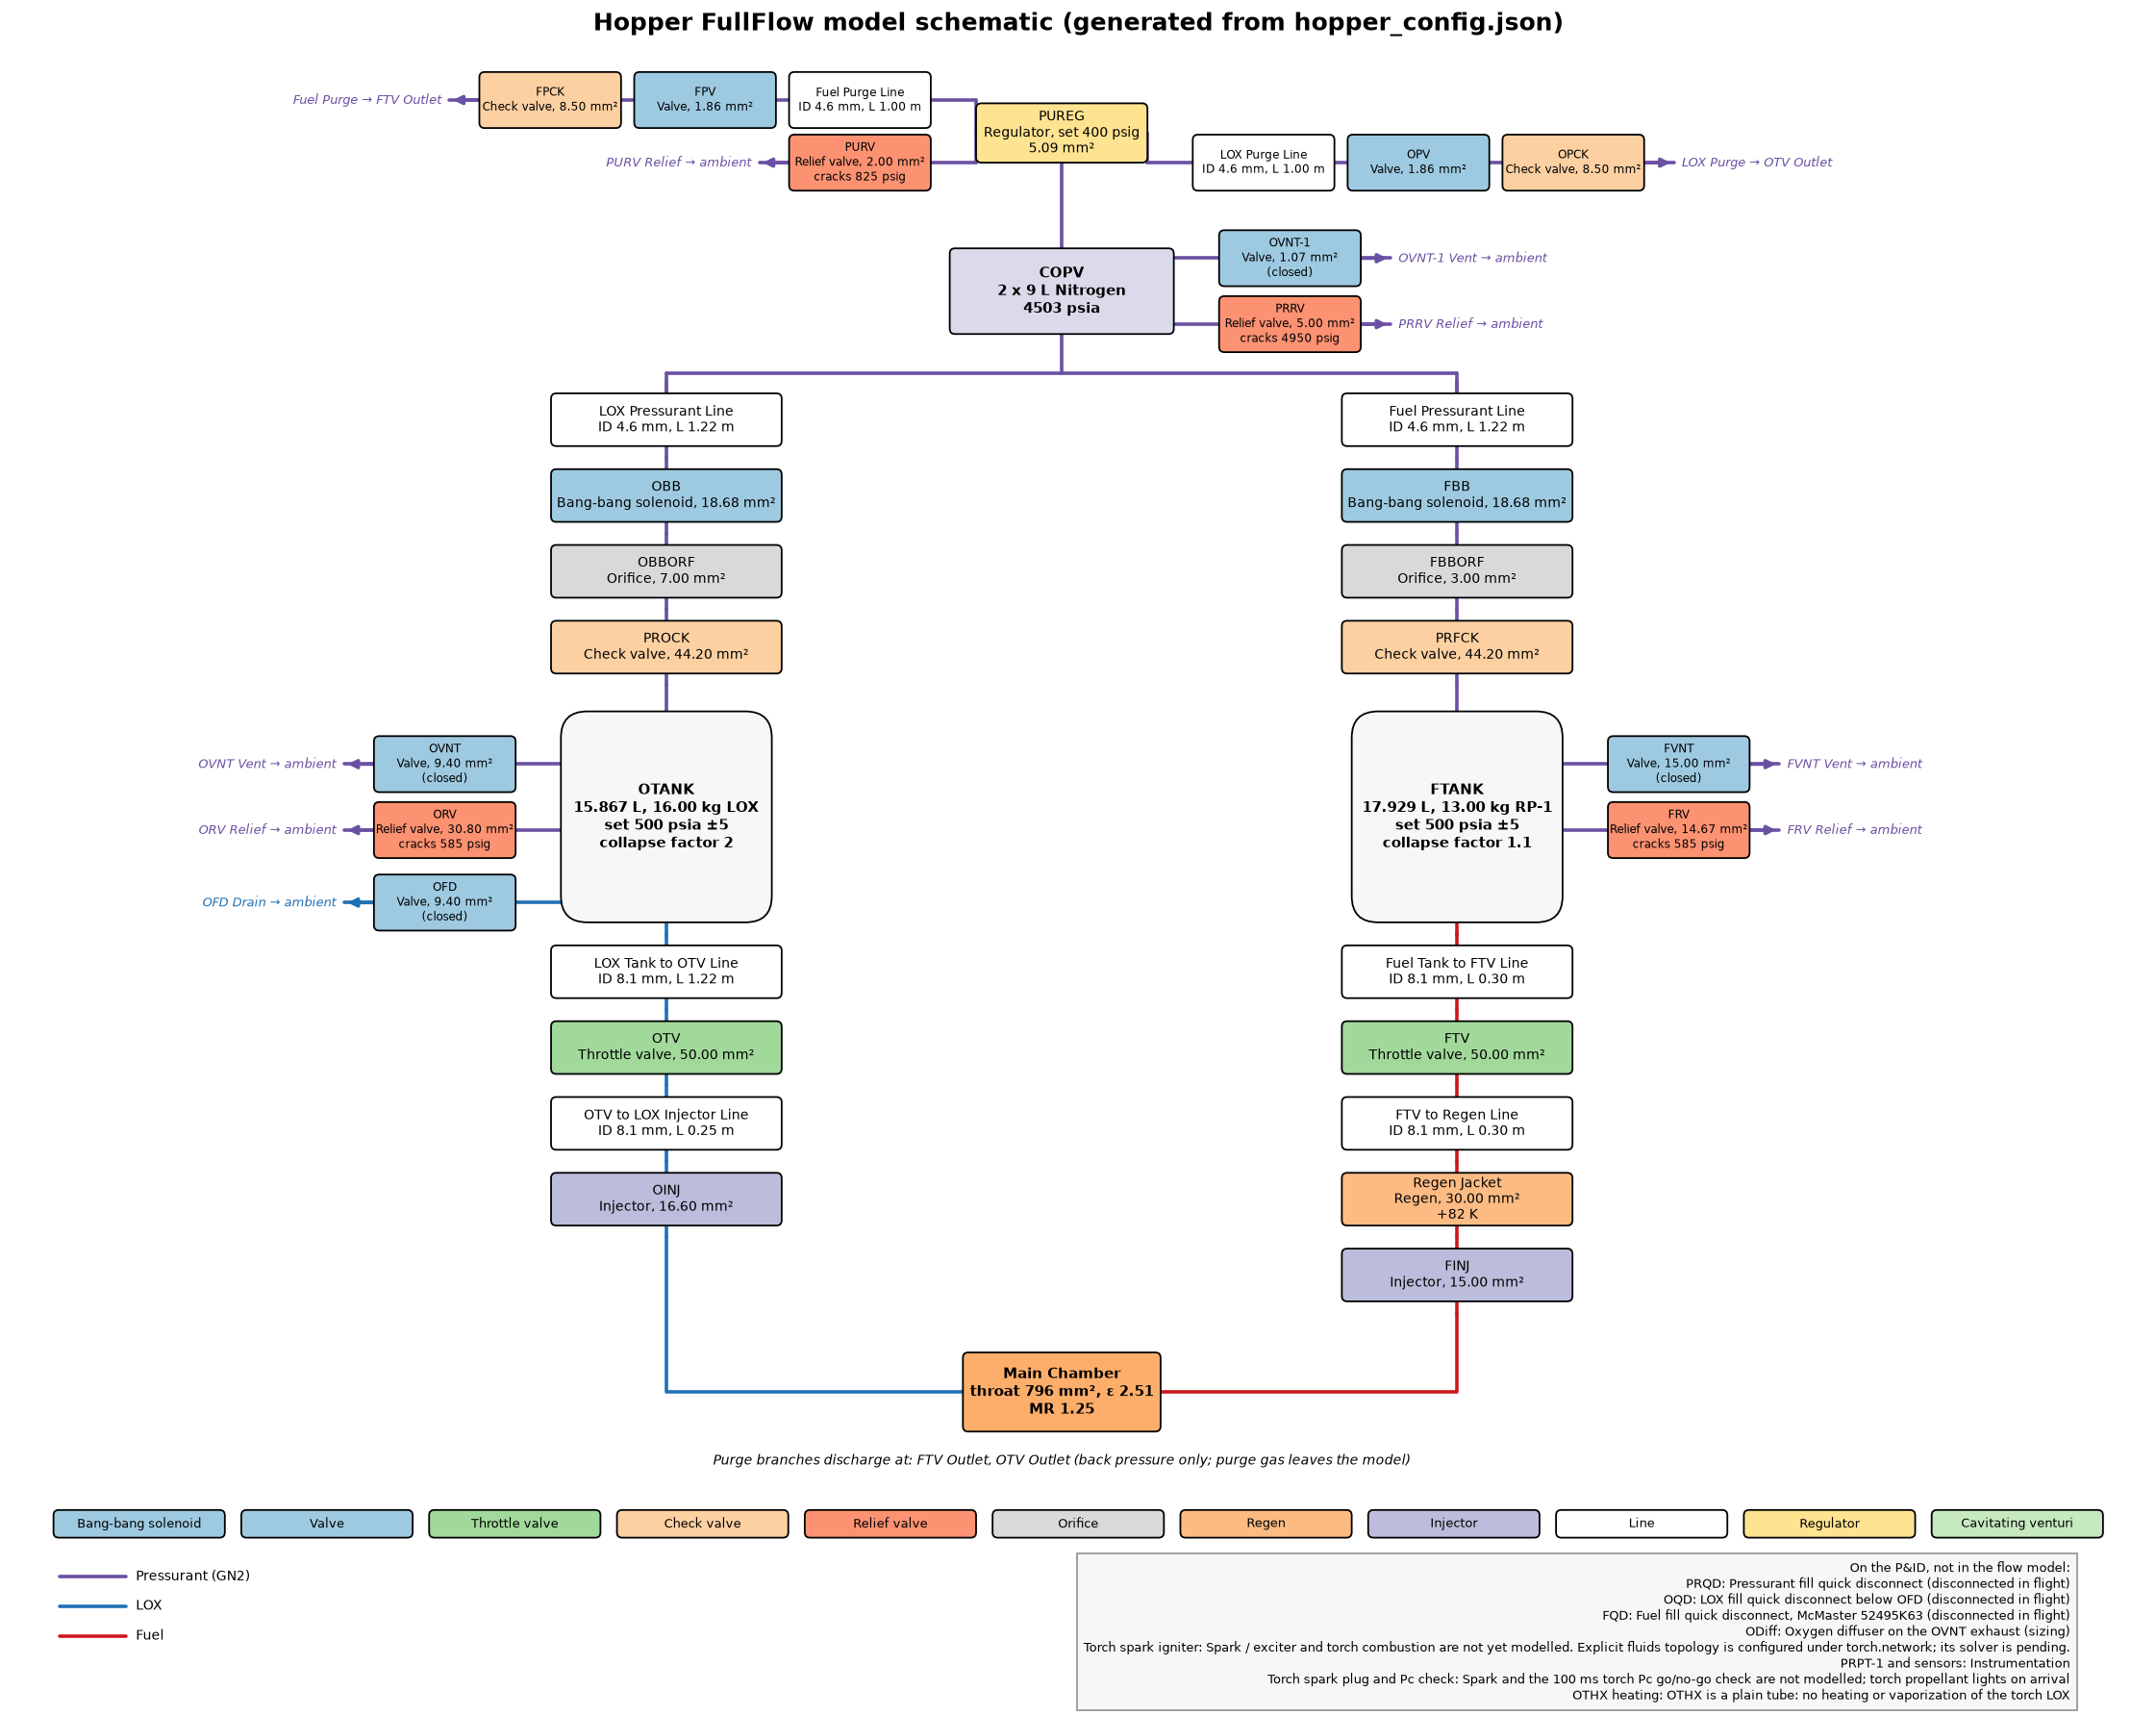 Hopper FullFlow model schematic (generated from hopper_config.json)
Fuel Purge → FTV Outlet
FPCK
Check valve, 8.50 mm²
FPV
Valve, 1.86 mm²
Fuel Purge Line
ID 4.6 mm, L 1.00 m
PUREG
Regulator, set 400 psig
5.09 mm²
PURV Relief → ambient
PURV
Relief valve, 2.00 mm²
cracks 825 psig
LOX Purge Line
ID 4.6 mm, L 1.00 m
OPV
Valve, 1.86 mm²
OPCK
Check valve, 8.50 mm²
LOX Purge → OTV Outlet
COPV
2 x 9 L Nitrogen
4503 psia
OVNT-1
Valve, 1.07 mm²
(closed)
OVNT-1 Vent → ambient
PRRV
Relief valve, 5.00 mm²
cracks 4950 psig
PRRV Relief → ambient
LOX Pressurant Line
ID 4.6 mm, L 1.22 m
Fuel Pressurant Line
ID 4.6 mm, L 1.22 m
OBB
Bang-bang solenoid, 18.68 mm²
FBB
Bang-bang solenoid, 18.68 mm²
OBBORF
Orifice, 7.00 mm²
FBBORF
Orifice, 3.00 mm²
PROCK
Check valve, 44.20 mm²
PRFCK
Check valve, 44.20 mm²
OVNT Vent → ambient
OVNT
Valve, 9.40 mm²
(closed)
ORV Relief → ambient
ORV
Relief valve, 30.80 mm²
cracks 585 psig
OFD Drain → ambient
OFD
Valve, 9.40 mm²
(closed)
OTANK
15.867 L, 16.00 kg LOX
set 500 psia ±5
collapse factor 2
FTANK
17.929 L, 13.00 kg RP-1
set 500 psia ±5
collapse factor 1.1
FVNT
Valve, 15.00 mm²
(closed)
FVNT Vent → ambient
FRV
Relief valve, 14.67 mm²
cracks 585 psig
FRV Relief → ambient
LOX Tank to OTV Line
ID 8.1 mm, L 1.22 m
Fuel Tank to FTV Line
ID 8.1 mm, L 0.30 m
OTV
Throttle valve, 50.00 mm²
FTV
Throttle valve, 50.00 mm²
OTV to LOX Injector Line
ID 8.1 mm, L 0.25 m
FTV to Regen Line
ID 8.1 mm, L 0.30 m
OINJ
Injector, 16.60 mm²
Regen Jacket
Regen, 30.00 mm²
+82 K
FINJ
Injector, 15.00 mm²
Main Chamber
throat 796 mm², ε 2.51
MR 1.25
Purge branches discharge at: FTV Outlet, OTV Outlet (back pressure only; purge gas leaves the model)
Bang-bang solenoid
Valve
Throttle valve
Check valve
Relief valve
Orifice
Regen
Injector
Line
Regulator
Cavitating venturi
Pressurant (GN2)
LOX
Fuel
On the P&ID, not in the flow model:
PRQD: Pressurant fill quick disconnect (disconnected in flight)
OQD: LOX fill quick disconnect below OFD (disconnected in flight)
FQD: Fuel fill quick disconnect, McMaster 52495K63 (disconnected in flight)
ODiff: Oxygen diffuser on the OVNT exhaust (sizing)
Torch spark igniter: Spark / exciter and torch combustion are not yet modelled. Explicit fluids topology is configured under torch.network; its solver is pending.
PRPT-1 and sensors: Instrumentation
Torch spark plug and Pc check: Spark and the 100 ms torch Pc go/no-go check are not modelled; torch propellant lights on arrival
OTHX heating: OTHX is a plain tube: no heating or vaporization of the torch LOX